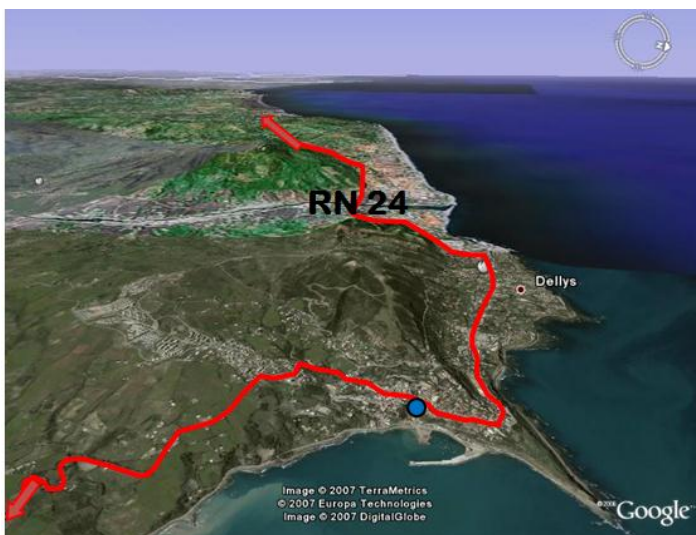 RN 24
Dellys
Image © 2007 TerraMetrics
© 2007 Europa Technologies
Image © 2007 DigitalGlobe
Google